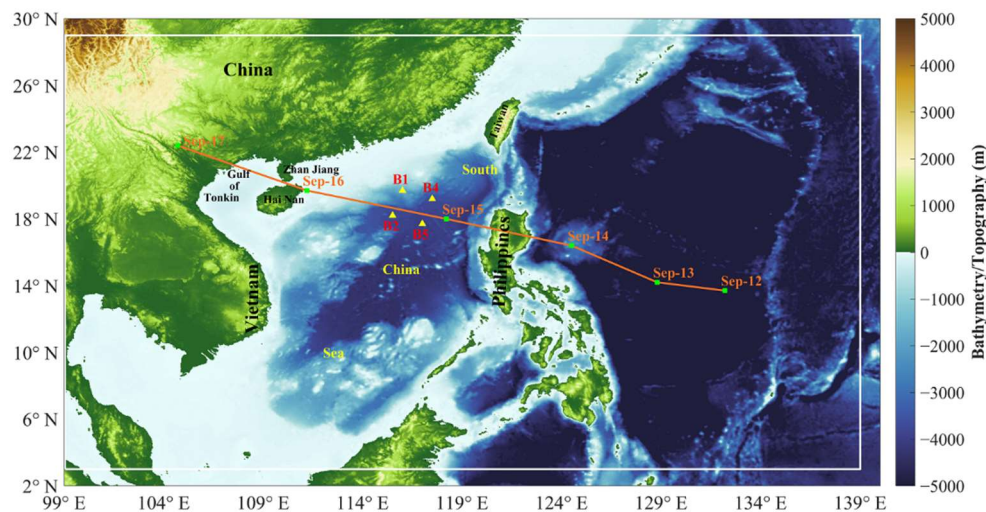 30° N
26° N
22° N
18° N
14° N
10° N
6° N
2° N
China
Taiwan
Sep-17
Zhan Jiang
Sep-16
Gulf
of
Tonkin
Hai Nan
B1
B4
South
B2
B5
Sep-15
Sep-14
China
Philippines
Sep-13
Sep-12
Vietnam
Sea
99° E
104° E
109° E
114° E
119° E
124° E
129° E
134° E
139° E
5000
4000
3000
2000
1000
0
−1000
−2000
−3000
−4000
−5000
Bathymetry/Topography (m)